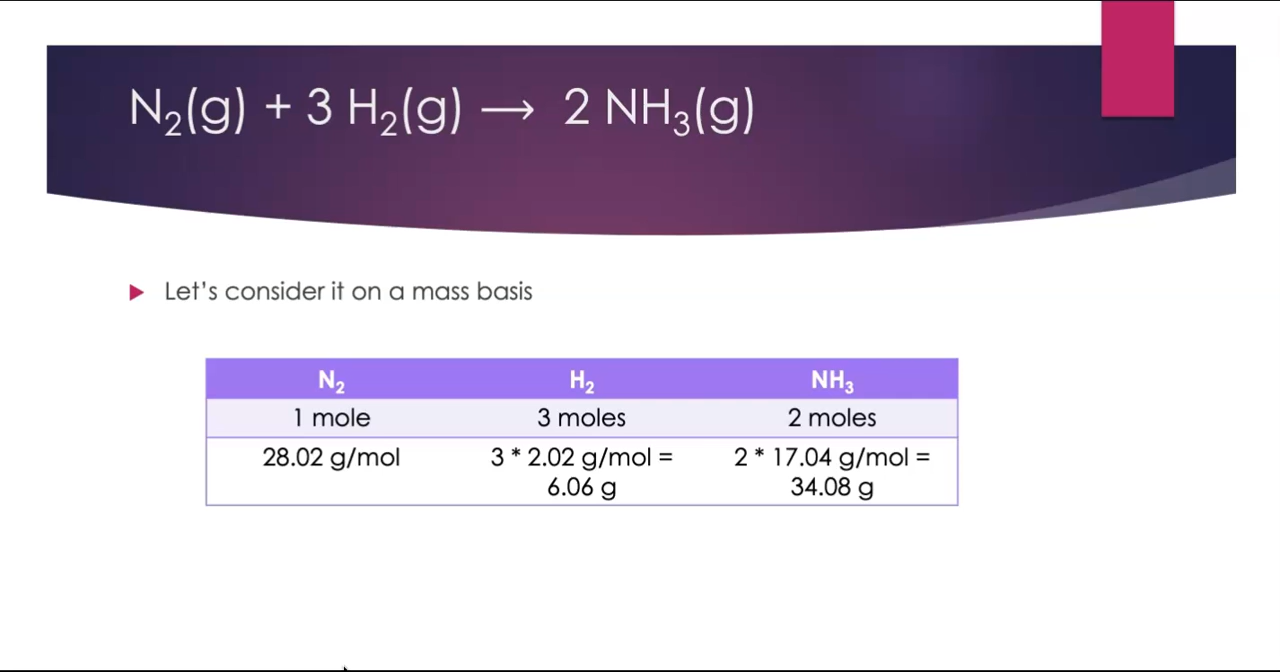 N₂(g) + 3 H₂(g) ⟶ 2 NH₃(g)
Let’s consider it on a mass basis
N₂ H₂ NH₃
1 mole 3 moles 2 moles
28.02 g/mol 3 * 2.02 g/mol = 2 * 17.04 g/mol =
6.06 g 34.08 g